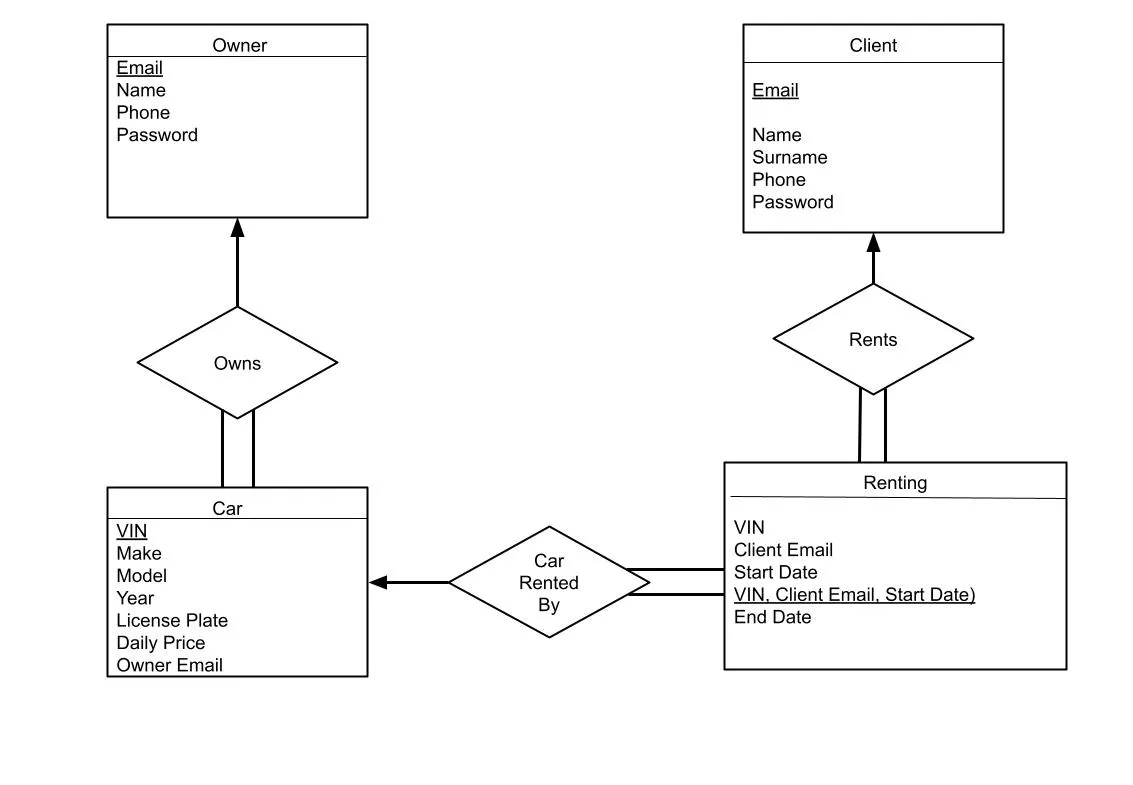 Owner
Email
Name
Phone
Password
Client
Email
Name
Surname
Phone
Password
Owns
Rents
Car
VIN
Make
Model
Year
License Plate
Daily Price
Owner Email
Car
Rented
By
Renting
VIN
Client Email
Start Date
VIN, Client Email, Start Date)
End Date